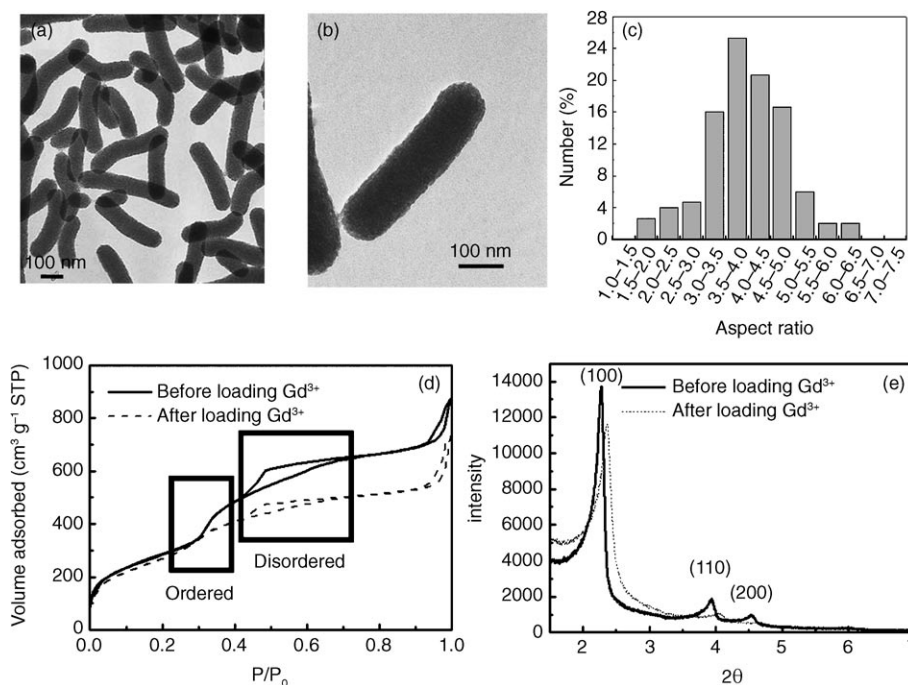 (a)
100 nm
(b)
100 nm
(c)
Number (%)
28
24
20
16
12
8
4
0
1.0–1.5
1.5–2.0
2.0–2.5
2.5–3.0
3.0–3.5
3.5–4.0
4.0–4.5
4.5–5.0
5.0–5.5
5.5–6.0
6.0–6.5
6.5–7.0
7.0–7.5
Aspect ratio
(d)
Volume adsorbed (cm³ g⁻¹ STP)
1000
800
600
400
200
0
Before loading Gd³⁺
After loading Gd³⁺
Ordered
Disordered
0.0 0.2 0.4 0.6 0.8 1.0
P/P₀
(e)
intensity
14000
12000
10000
8000
6000
4000
2000
0
(100)
Before loading Gd³⁺
After loading Gd³⁺
(110)
(200)
2 3 4 5 6 7
2θ